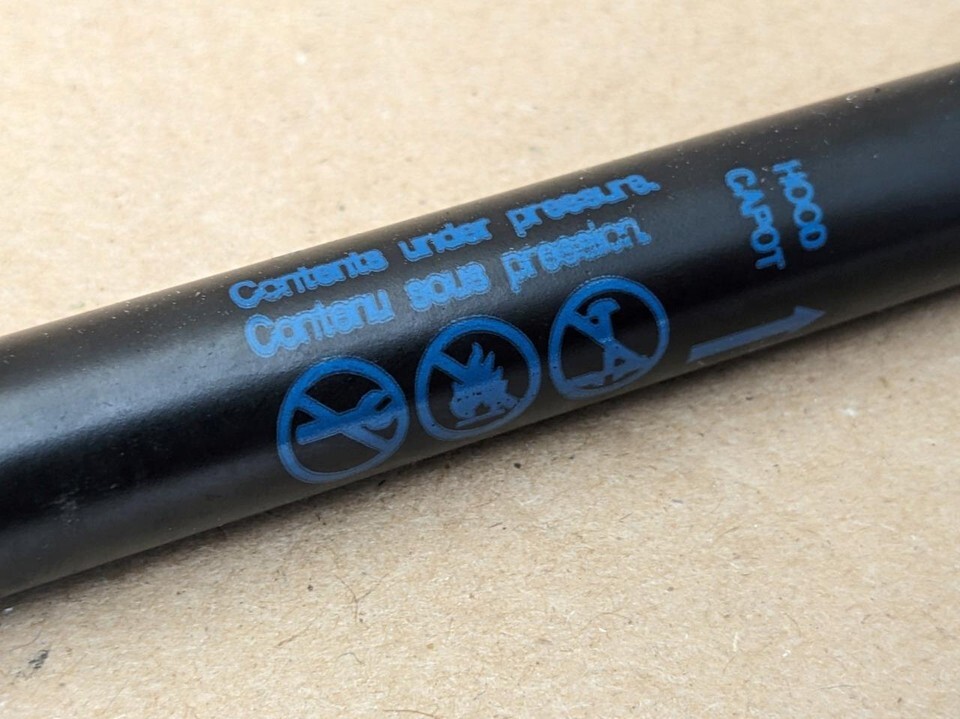 Contents under pressure.
Contenu sous pression.
HOOD
CAPOT